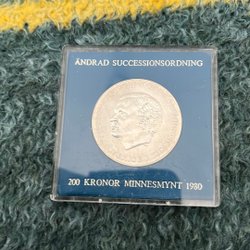 ÄNDRAD SUCCESSIONSORDNING
200 KRONOR MINNESMYNT 1980